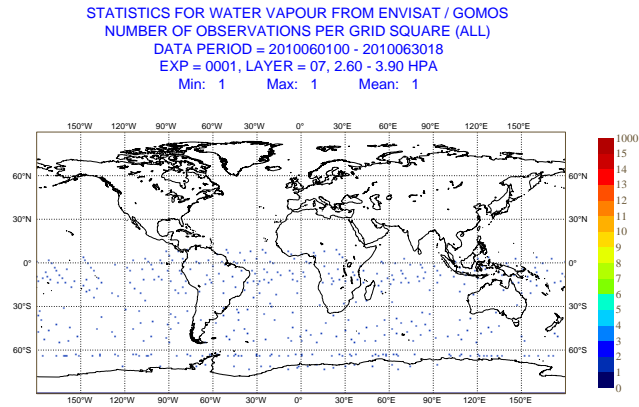 STATISTICS FOR WATER VAPOUR FROM ENVISAT / GOMOS
NUMBER OF OBSERVATIONS PER GRID SQUARE (ALL)
DATA PERIOD = 2010060100 - 2010063018
EXP = 0001, LAYER = 07, 2.60 - 3.90 HPA
Min: 1 Max: 1 Mean: 1
150°W 120°W 90°W 60°W 30°W 0° 30°E 60°E 90°E 120°E 150°E
60°N 60°N
30°N 30°N
0° 0°
30°S 30°S
60°S 60°S
150°W 120°W 90°W 60°W 30°W 0° 30°E 60°E 90°E 120°E 150°E
1000
15
14
13
12
11
10
9
8
7
6
5
4
3
2
1
0